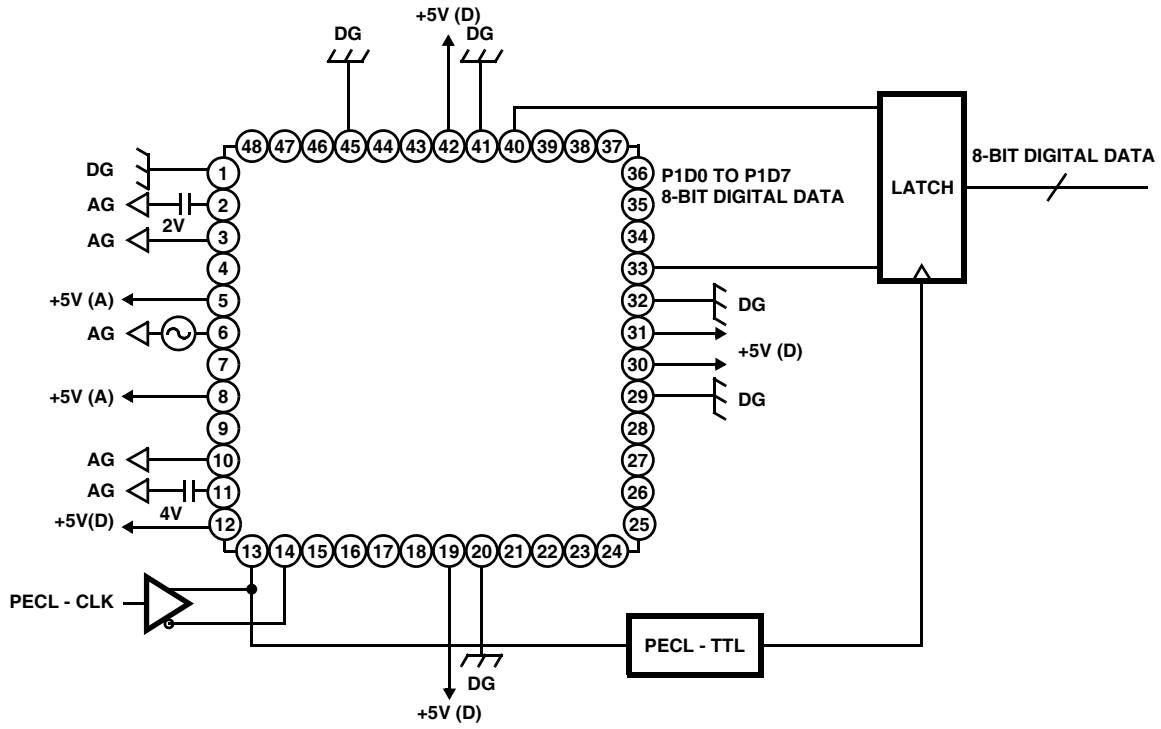 +5V (D)
DG
DG
48 47 46 45 44 43 42 41 40 39 38 37
DG
1
36
P1D0 TO P1D7
8-BIT DIGITAL DATA
LATCH
8-BIT DIGITAL DATA
AG
2V
2
35
AG
3
34
4
33
+5V (A)
5
32
DG
AG
6
31
+5V (D)
7
30
+5V (A)
8
29
DG
9
28
AG
10
27
AG
4V
11
26
+5V(D)
12
25
13 14 15 16 17 18 19 20 21 22 23 24
PECL - CLK
PECL - TTL
DG
+5V (D)